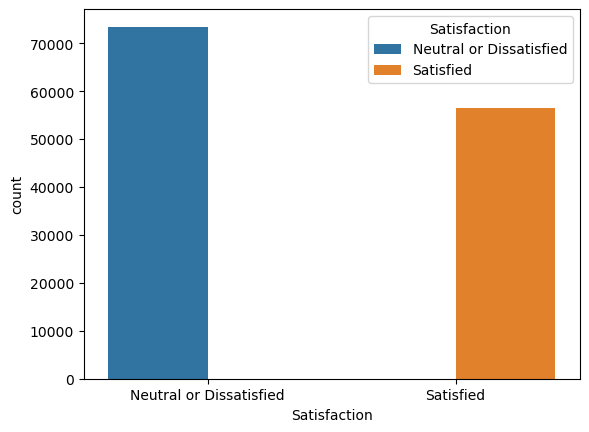 Satisfaction
Neutral or Dissatisfied
Satisfied
70000
60000
50000
40000
30000
20000
10000
0
count
Neutral or Dissatisfied
Satisfied
Satisfaction